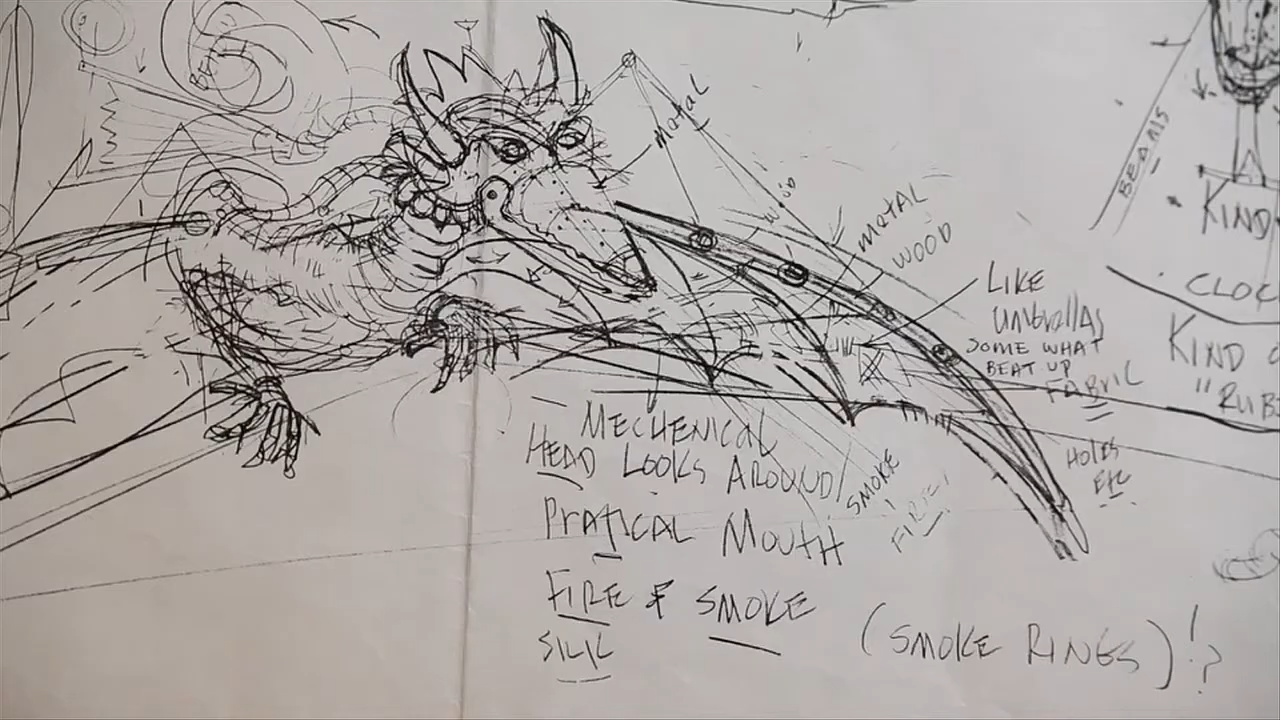 METAL
WOOD
METAL
WOOD
BEAMS
KIND
CLOC
KIND O
"RUB
LIKE
UMBRELLAS
SOME WHAT
BEAT UP
FABRIC
HOLES
ETC
MECHENICAL
HEAD LOOKS AROUND/
PRATICAL MOUTH
SMOKE
FIRE!
FIRE & SMOKE
SILK
(SMOKE RINGS)!?